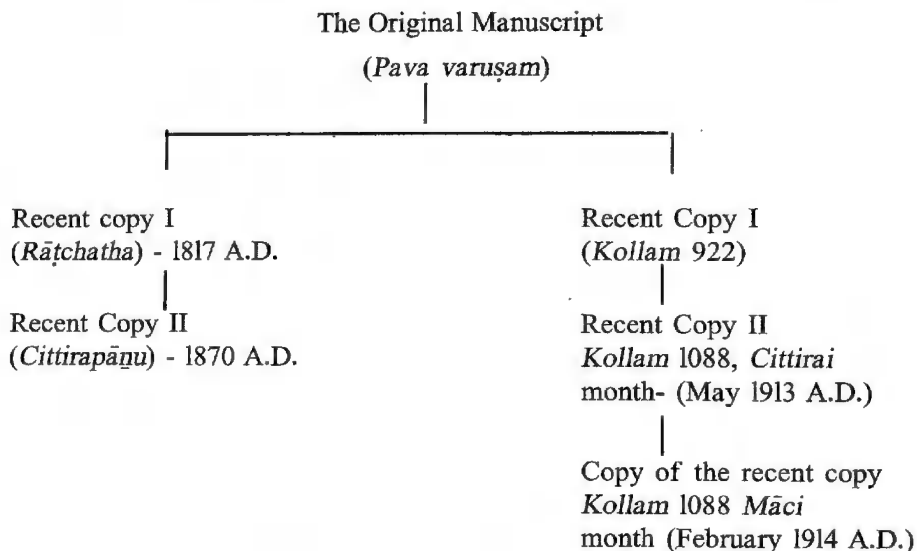 The Original Manuscript
(Pava varuṣam)
Recent copy I
(Rāṭchatha) - 1817 A.D.
Recent Copy II
(Cittirapāṉu) - 1870 A.D.
Recent Copy I
(Kollam 922)
Recent Copy II
Kollam 1088, Cittirai
month- (May 1913 A.D.)
Copy of the recent copy
Kollam 1088 Māci
month (February 1914 A.D.)